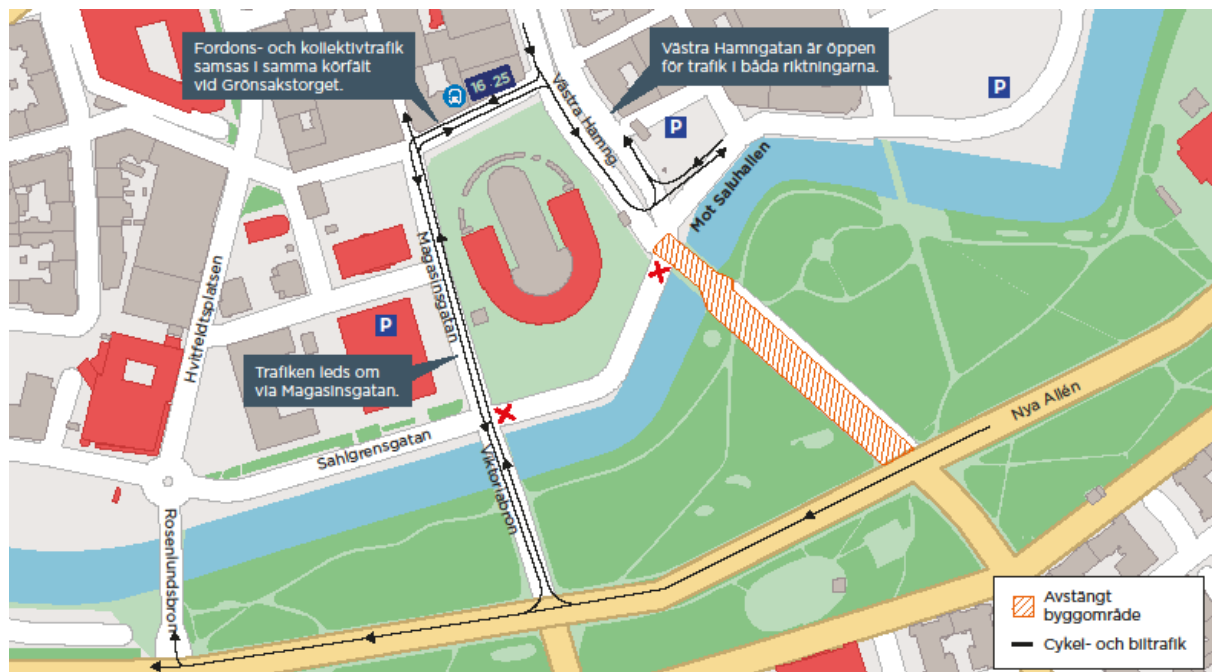 Fordons- och kollektivtrafik
samsas i samma körfält
vid Grönsakstorget.
Västra Hamngatan är öppen
för trafik i båda riktningarna.
16 25
P
P
Västra Hamng.
Mot Saluhallen
Magasinsgatan
Hvitfeldtsplatsen
P
Trafiken leds om
via Magasinsgatan.
Nya Allén
Sahlgrensgatan
Viktoriabron
Rosenlundsbron
Avstängt
byggområde
Cykel- och biltrafik